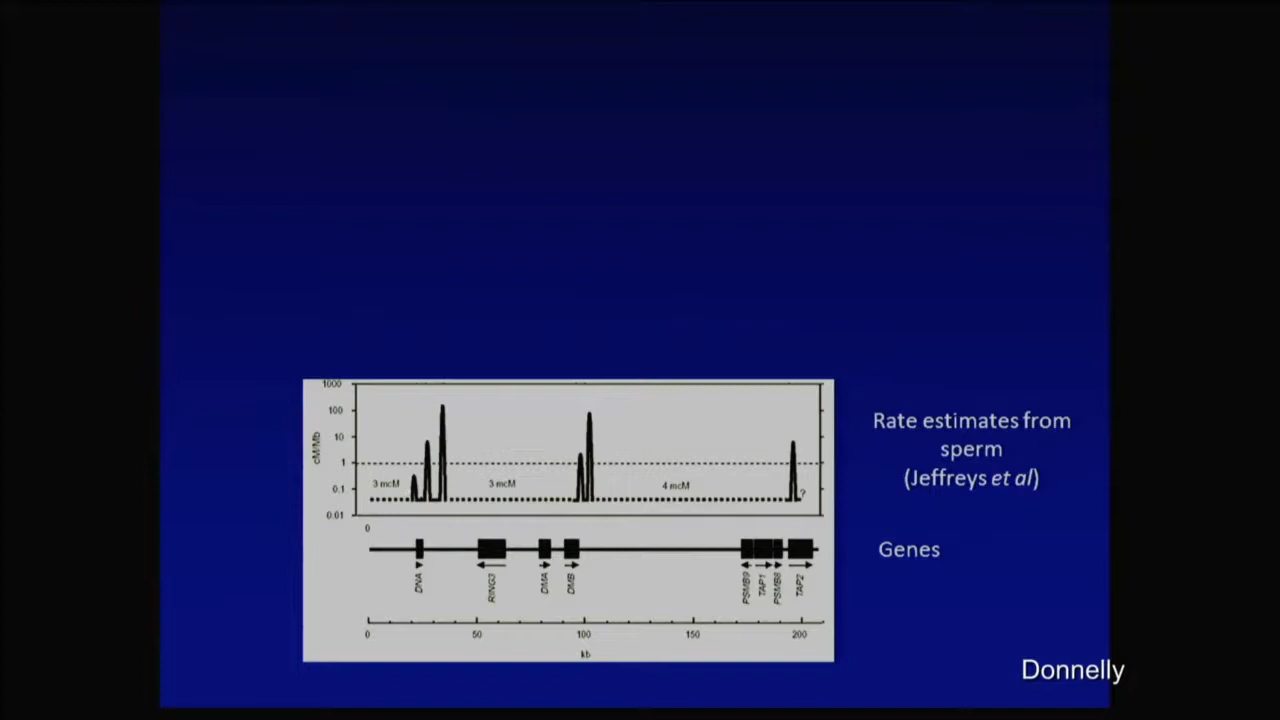 1000
100
10
1
0.1
0.01
cM/Mb
3 mcM
3 mcM
4 mcM
?
0
DNA
RING3
DMA
DMB
PSMB9
TAP1
PSMB8
TAP2
0
50
100
150
200
kb
Rate estimates from
sperm
(Jeffreys et al)
Genes
Donnelly